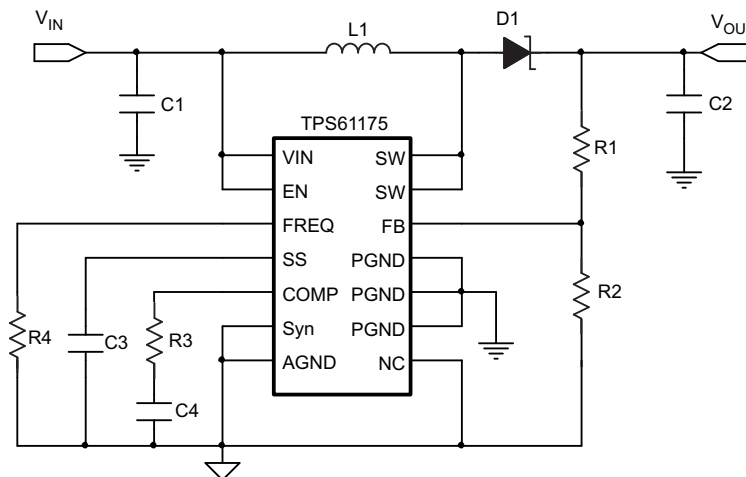 VIN
L1
D1
VOU
C1
C2
TPS61175
R1
VIN
SW
EN
SW
FREQ
FB
SS
PGND
COMP
PGND
R2
Syn
PGND
R4
C3
R3
AGND
NC
C4